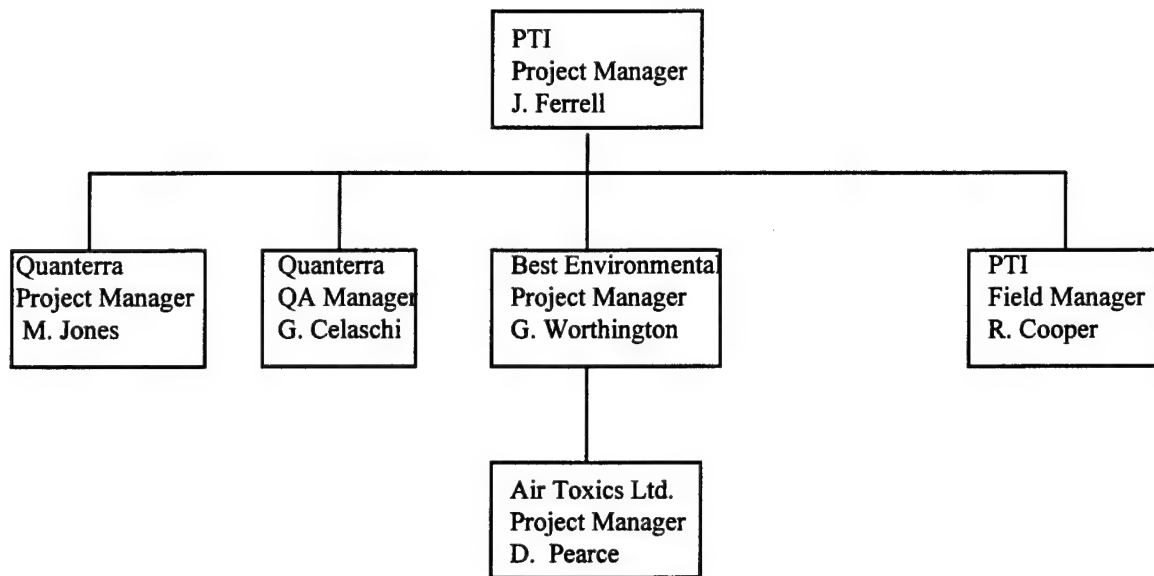 PTI
Project Manager
J. Ferrell
Quanterra
Project Manager
M. Jones
Quanterra
QA Manager
G. Celaschi
Best Environmental
Project Manager
G. Worthington
PTI
Field Manager
R. Cooper
Air Toxics Ltd.
Project Manager
D. Pearce